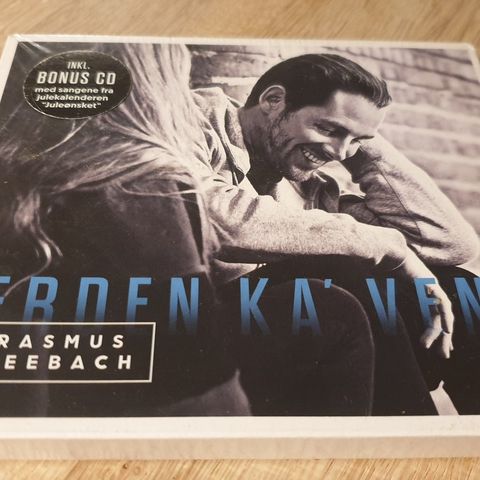 INKL.
BONUS CD
med sangene fra
julekalenderen
"Juleønsket"
ERDEN KA' VEN
RASMUS
EEBACH